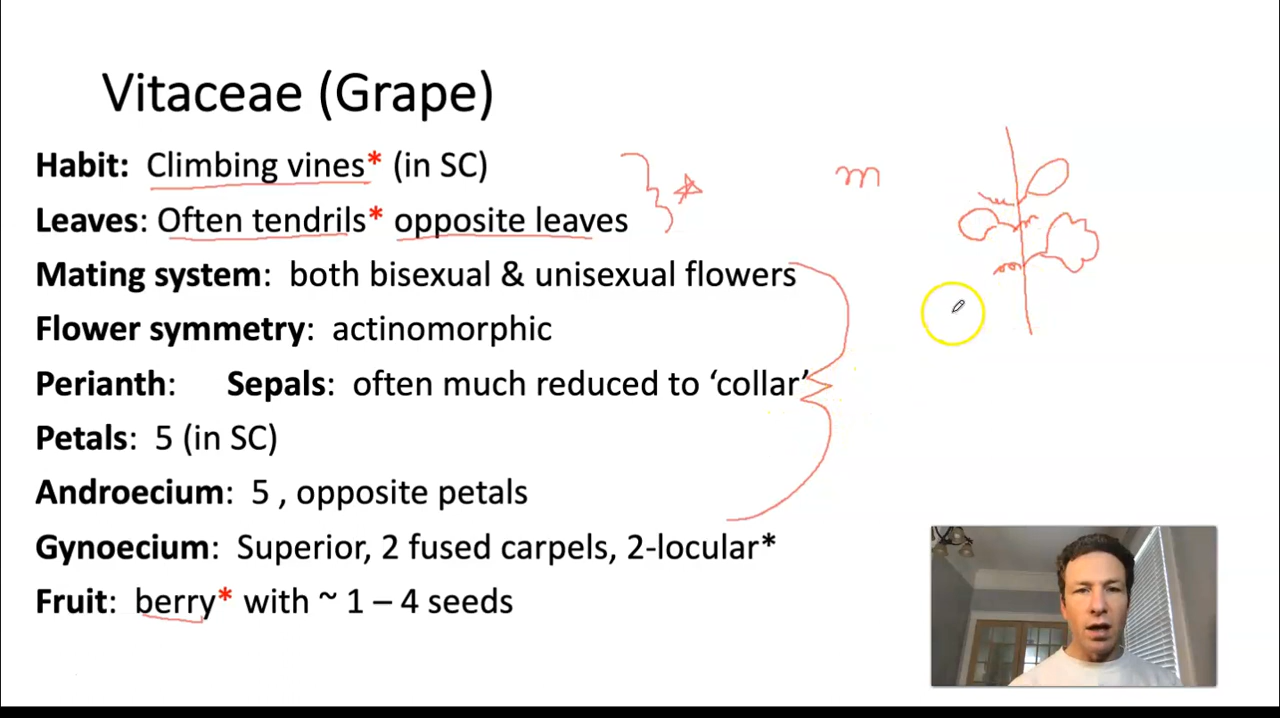 Vitaceae (Grape)
Habit: Climbing vines* (in SC)
Leaves: Often tendrils* opposite leaves
Mating system: both bisexual & unisexual flowers
Flower symmetry: actinomorphic
Perianth: Sepals: often much reduced to ‘collar’
Petals: 5 (in SC)
Androecium: 5 , opposite petals
Gynoecium: Superior, 2 fused carpels, 2-locular*
Fruit: berry* with ~ 1 – 4 seeds